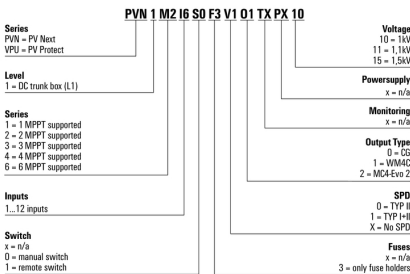 PVN 1 M2 I6 S0 F3 V1 O1 TX PX 10
Series
PVN = PV Next
VPU = PV Protect
Level
1 = DC trunk box (L1)
Series
1 = 1 MPPT supported
2 = 2 MPPT supported
3 = 3 MPPT supported
4 = 4 MPPT supported
6 = 6 MPPT supported
Inputs
1...12 inputs
Switch
x = n/a
0 = manual switch
1 = remote switch
Voltage
10 = 1kV
11 = 1,1kV
15 = 1,5kV
Powersupply
x = n/a
Monitoring
x = n/a
Output Type
0 = CG
1 = WM4C
2 = MC4-Evo 2
SPD
0 = TYP II
1 = TYP I+II
X = No SPD
Fuses
x = n/a
3 = only fuse holders